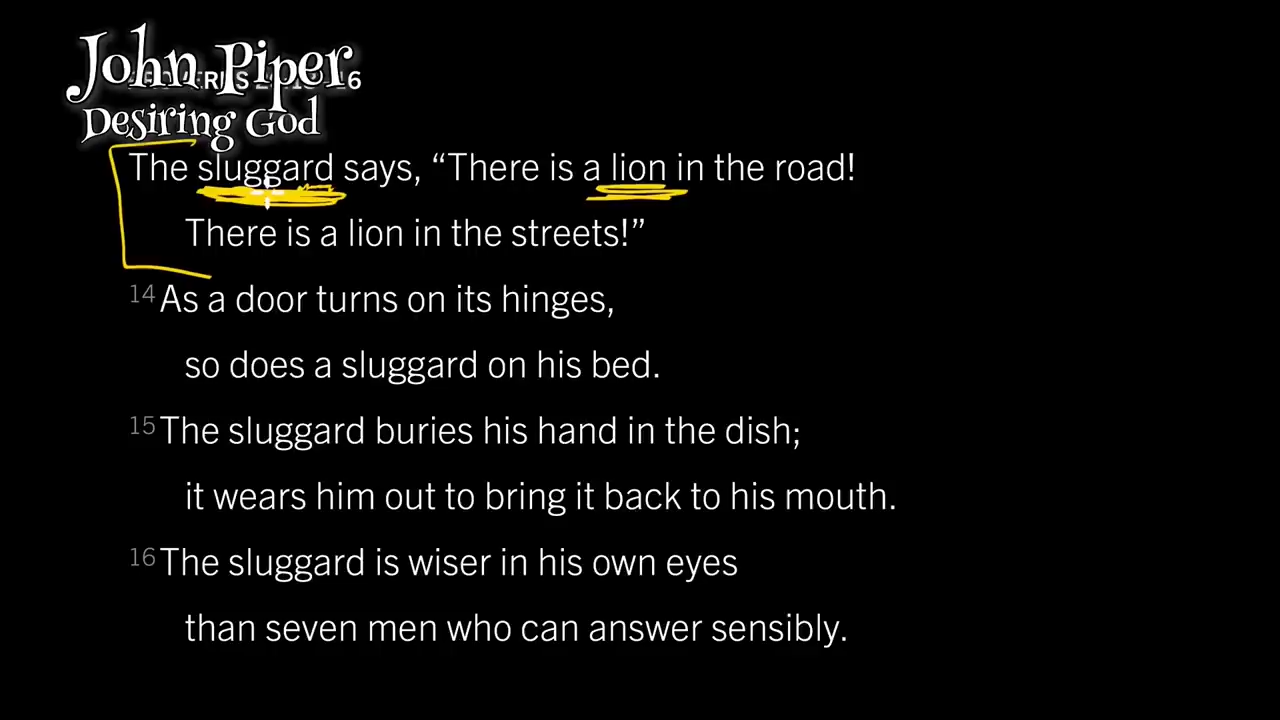 John Piper
Desiring God
The sluggard says, “There is a lion in the road!
There is a lion in the streets!”
14 As a door turns on its hinges,
so does a sluggard on his bed.
15 The sluggard buries his hand in the dish;
it wears him out to bring it back to his mouth.
16 The sluggard is wiser in his own eyes
than seven men who can answer sensibly.